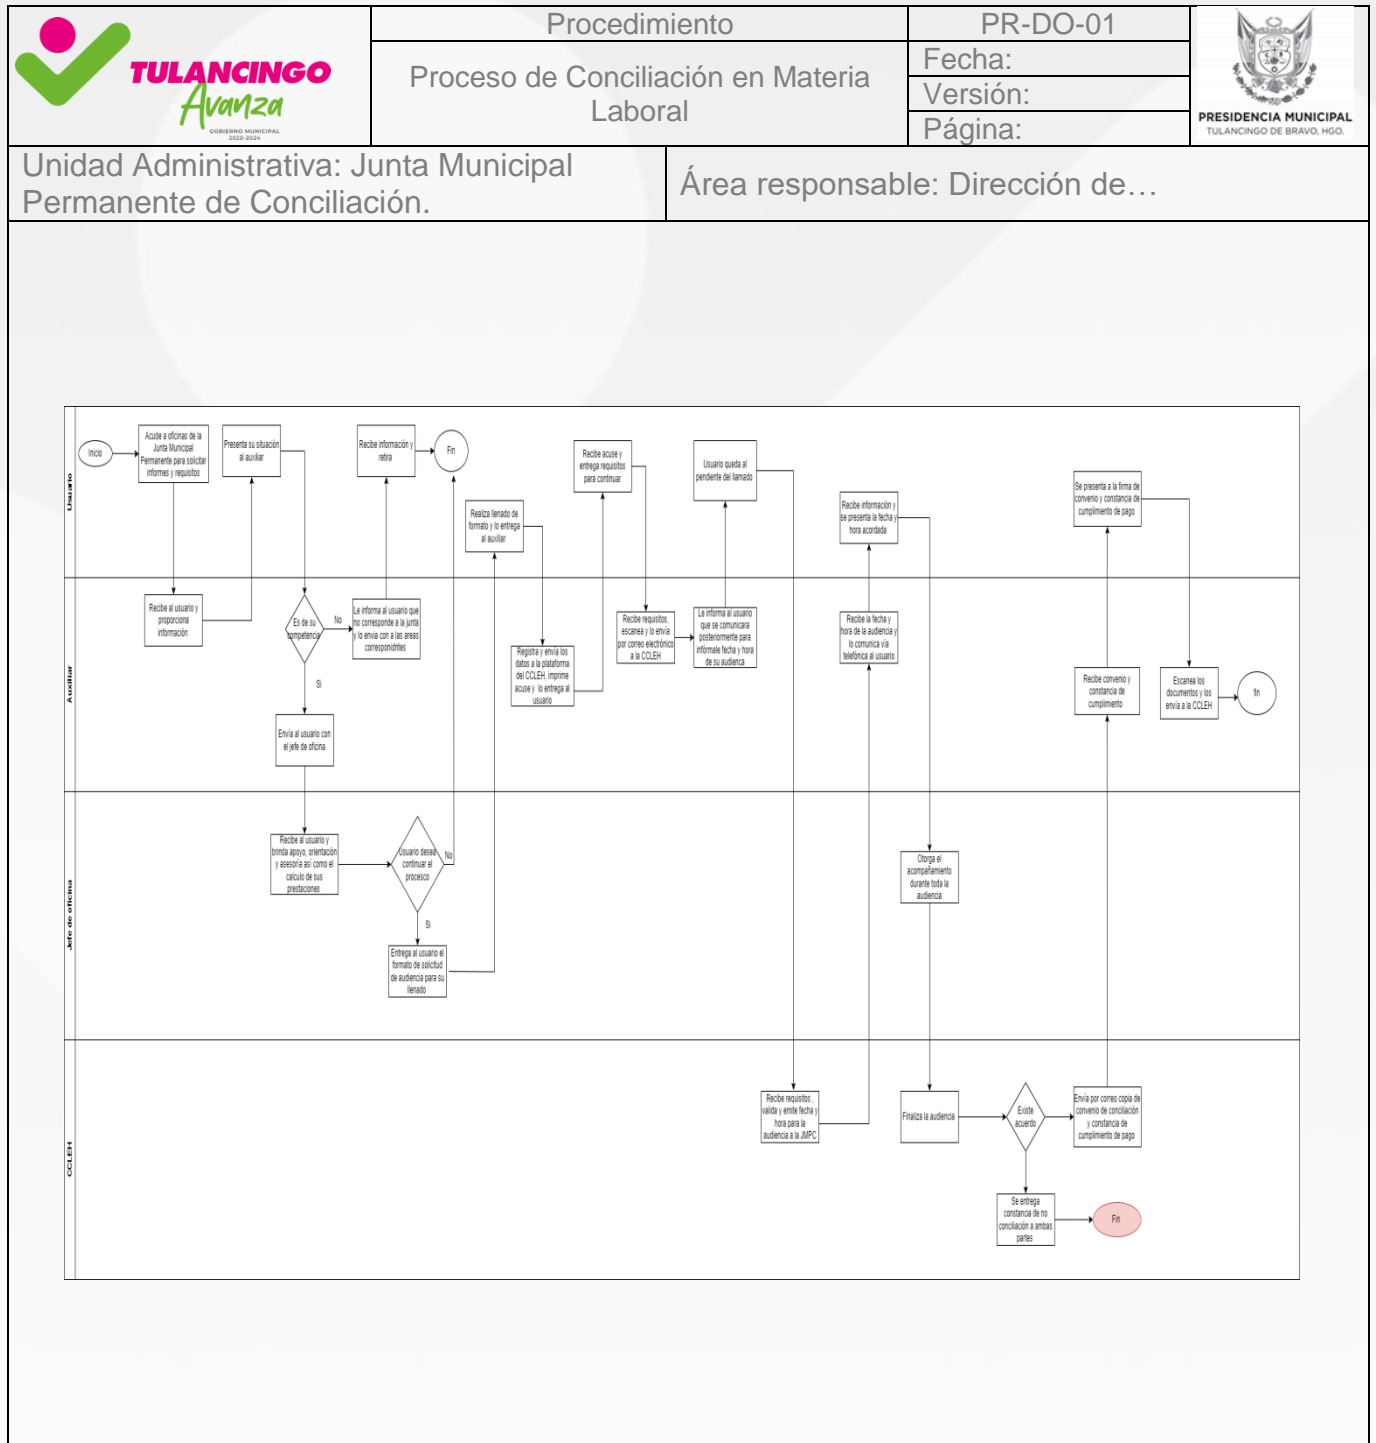 TULANCINGO
Avanza
GOBIERNO MUNICIPAL
2020-2024
Procedimiento
Proceso de Conciliación en Materia
Laboral
PR-DO-01
Fecha:
Versión:
Página:
PRESIDENCIA MUNICIPAL
TULANCINGO DE BRAVO, HGO.
Unidad Administrativa: Junta Municipal
Permanente de Conciliación.
Área responsable: Dirección de…
Usuario
Inicio
Acude a oficinas de la
Junta Municipal
Permanente para solicitar
informes y requisitos
Presenta su situación
al auxiliar
Recibe información y
retira
Fin
Realiza llenado de
formato y lo entrega
al auxiliar
Recibe acuse y
entrega requisitos
para continuar
Usuario queda al
pendiente del llamado
Recibe información y
se presenta la fecha y
hora acordada
Se presenta a la firma de
convenio y constancia de
cumplimiento de pago
Auxiliar
Recibe al usuario y
proporciona
información
Es de su
competencia
No
Si
Le informa al usuario que
no corresponde a la junta
y lo envia con a las areas
corresponidntes
Envía al usuario con
el jefe de oficina
Registra y envía los
datos a la plataforma
del CCLEH, imprime
acuse y lo entrega al
usuario
Recibe requisitos,
escanea y lo envía
por correo electrónico
a la CCLEH
Le informa al usuario
que se comunicara
posteriormente para
infórmale fecha y hora
de su audienca
Recibe la fecha y
hora de la audiencia y
lo comunica vía
telefónica al usuario
Recibe convenio y
constancia de
cumplimiento
Escanea los
documentos y los
envía a la CCLEH
fin
Jefe de oficina
Recibe al usuario y
brinda apoyo, orientación
y asesoría así como el
calculo de sus
prestaciones
Usuario desea
continuar el
procesco
No
Si
Entrega al usuario el
formato de solicitud
de audiencia para su
llenado
Otorga el
acompañamiento
durante toda la
audiencia
CCLEH
Recibe requisitos ,
valida y emite fecha y
hora para la
audiencia a la JMPC
Finaliza la audiencia
Existe
acuerdo
Envía por correo copia de
convenio de conciliación
y constancia de
cumplimiento de pago
Se entrega
constancia de no
conciliación a ambas
partes
Fin